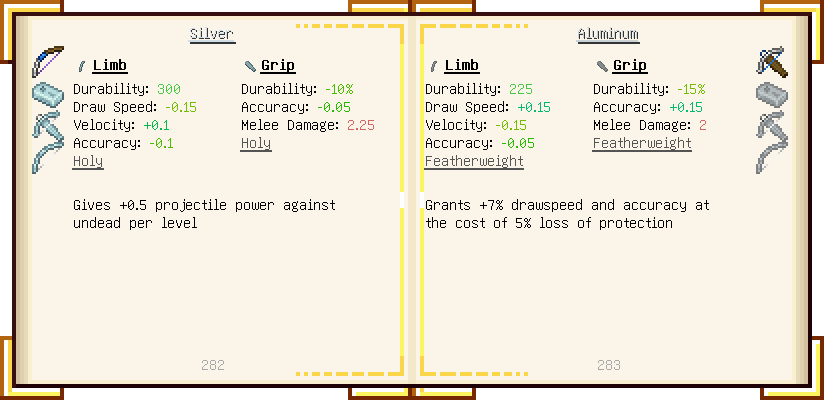 Silver
Limb
Durability: 300
Draw Speed: -0.15
Velocity: +0.1
Accuracy: -0.1
Holy
Grip
Durability: -10%
Accuracy: -0.05
Melee Damage: 2.25
Holy
Gives +0.5 projectile power against
undead per level
282
Aluminum
Limb
Durability: 225
Draw Speed: +0.15
Velocity: -0.15
Accuracy: -0.05
Featherweight
Grip
Durability: -15%
Accuracy: +0.15
Melee Damage: 2
Featherweight
Grants +7% drawspeed and accuracy at
the cost of 5% loss of protection
283